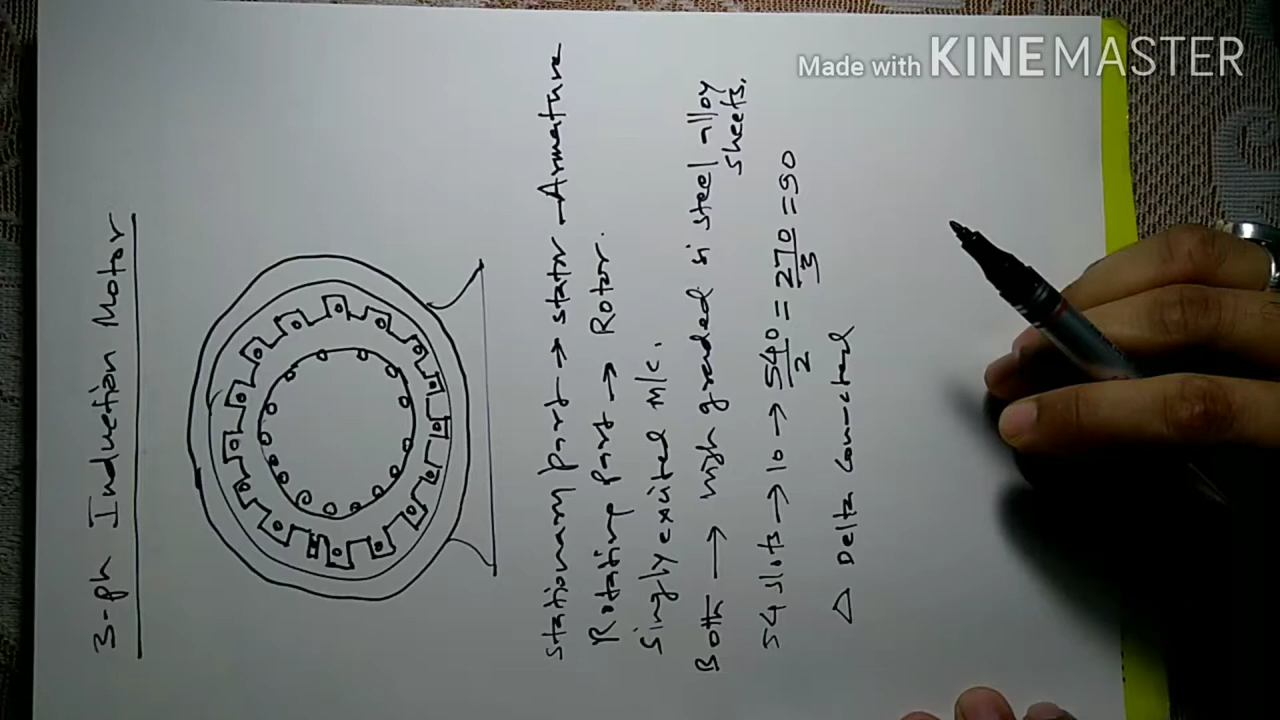 Made with KINEMASTER
3-ph Induction Motor
stationary part → stator - Armature
Rotating part → Rotor.
Singly excited M/c.
Both → high graded si steel alloy
sheets.
54 slots → 10 → 540/2 = 270/3 = 90
△ Delta connected